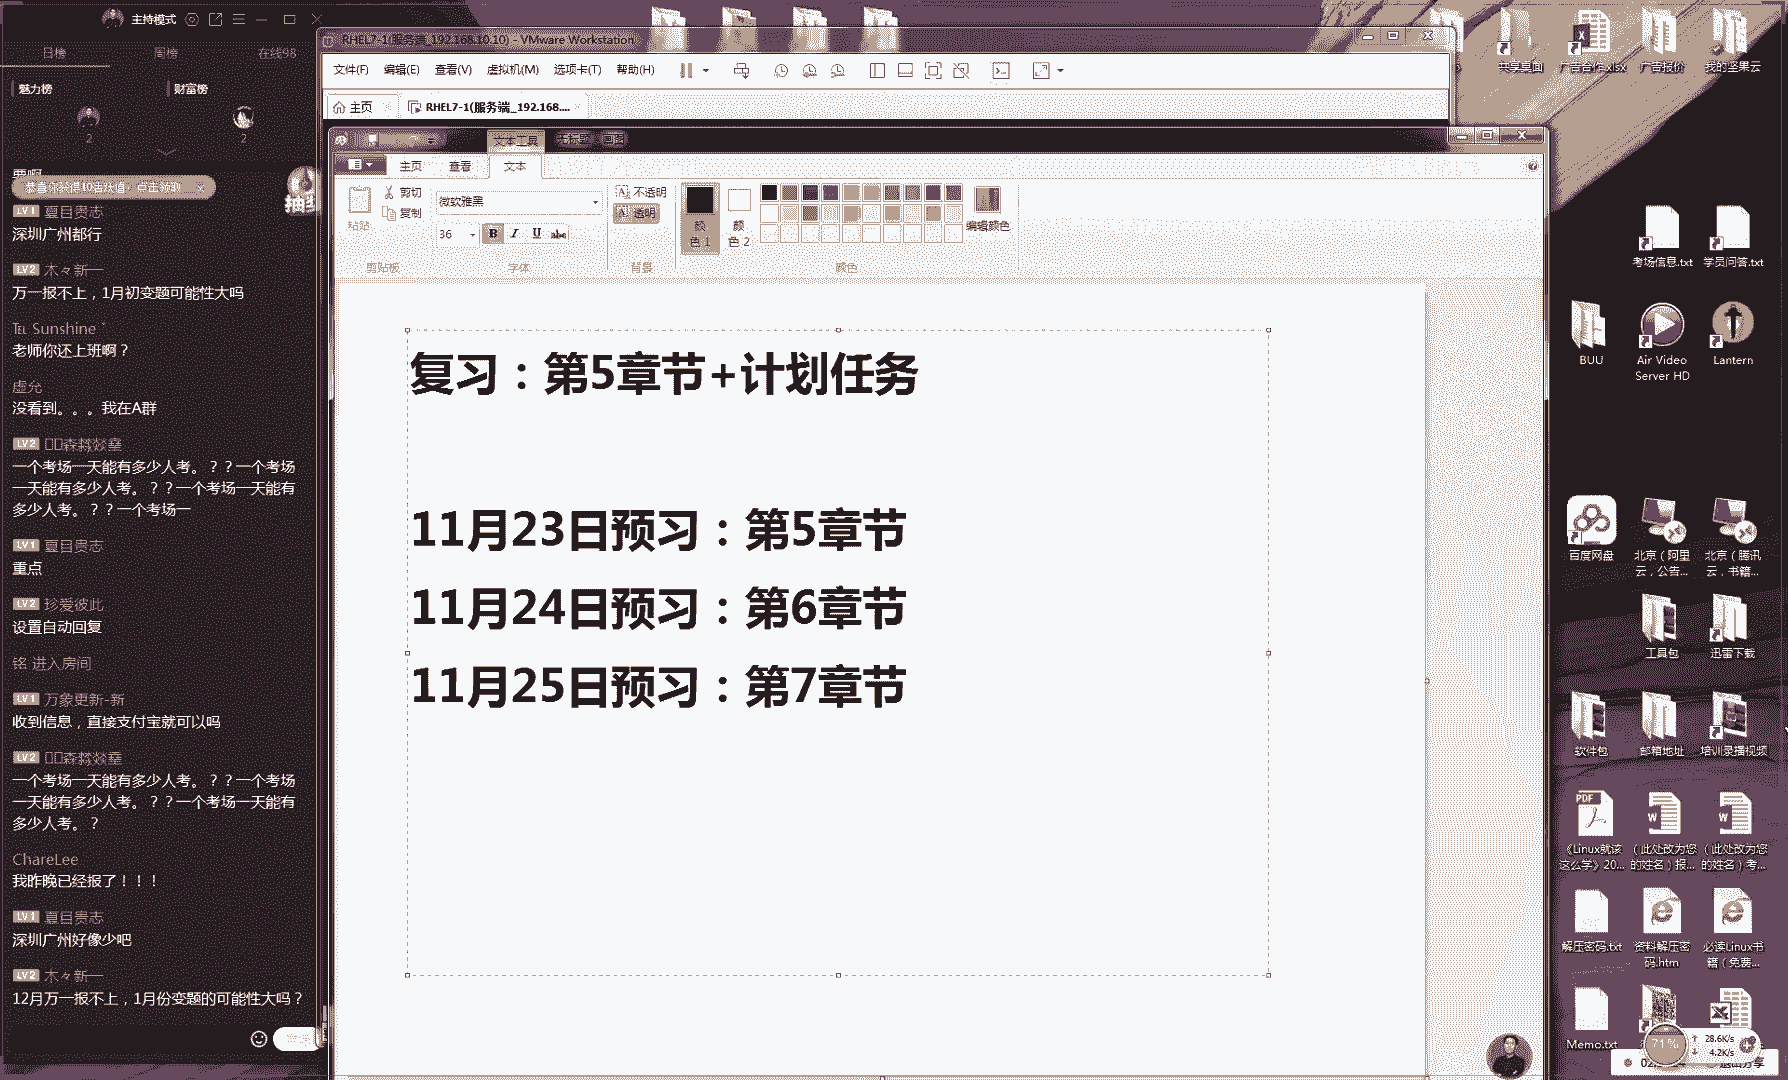 主持模式
日榜 周榜 在线98
魅力榜 财富榜
2 2
恭喜你获得10活跃值，点击领取
LV1 夏目贵志
深圳广州都行
LV2 木々新一
万一报不上，1月初变题可能性大吗
℡ Sunshine
老师你还上班啊？
虚允
没看到。。。我在A群
一个考场一天能有多少人考。？？一个考场
一天能有多少人考。？？一个考场一天能有
多少人考。？？一个考场一
LV1 夏目贵志
重点
LV2 珍爱彼此
设置自动回复
铭 进入房间
LV1 万象更新-新
收到信息，直接支付宝就可以吗
一个考场一天能有多少人考。？？一个考场
一天能有多少人考。？？一个考场一天能有
多少人考。？
ChareLee
我昨晚已经报了！！！
LV1 夏目贵志
深圳广州好像少吧
LV2 木々新一
12月万一报不上，1月份变题的可能性大吗？
RHEL7-1(服务端_192.168.10.10) - VMware Workstation
文件(F) 编辑(E) 查看(V) 虚拟机(M) 选项卡(T) 帮助(H)
主页 RHEL7-1(服务端_192.168....
文本工具 无标题 - 画图
主页 查看 文本
粘贴 剪切 复制
剪贴板
微软雅黑
36 B I U abc
字体
不透明
透明
背景
颜色 1 颜色 2
编辑颜色
颜色
复习：第5章节+计划任务
11月23日预习：第5章节
11月24日预习：第6章节
11月25日预习：第7章节
共享桌面 广告合作.xlsx 广告报价 我的坚果云
考场信息.txt 学员问答.txt
BUU Air Video Server HD Lantern
百度网盘 北京（阿里云，公告... 北京（腾讯云，书籍...
工具包 迅雷下载
软件包 邮箱地址 培训录播视频
《Linux就该这么学》20... （此处改为您的姓名）报... （此处改为您的姓名）考...
解压密码.txt 资料解压密码.htm 必读Linux书籍（免费...
Memo.txt
71% 28.6K/s
4.2K/s
退出分享